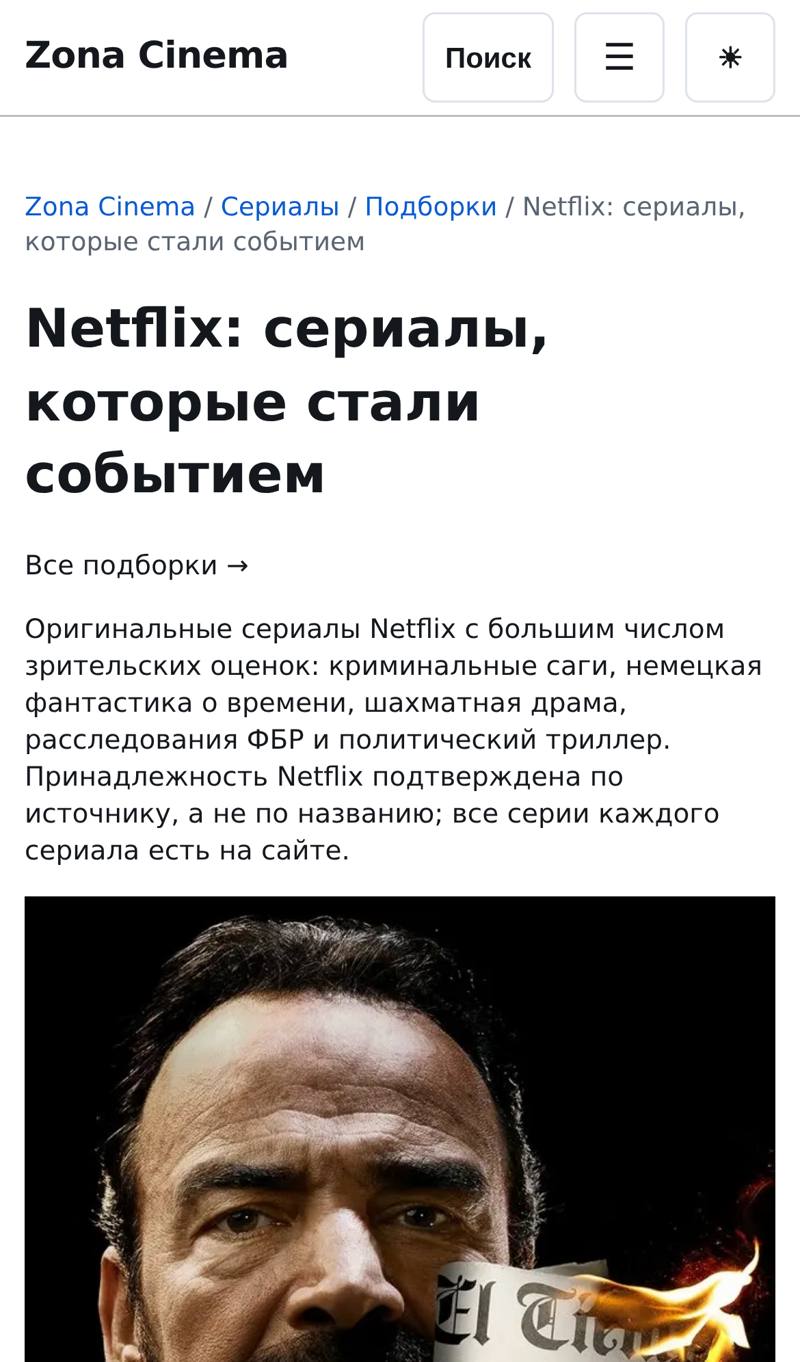 Zona Cinema
Поиск
Zona Cinema / Сериалы / Подборки / Netflix: сериалы,
которые стали событием
Netflix: сериалы,
которые стали
событием
Все подборки →
Оригинальные сериалы Netflix с большим числом
зрительских оценок: криминальные саги, немецкая
фантастика о времени, шахматная драма,
расследования ФБР и политический триллер.
Принадлежность Netflix подтверждена по
источнику, а не по названию; все серии каждого
сериала есть на сайте.
El